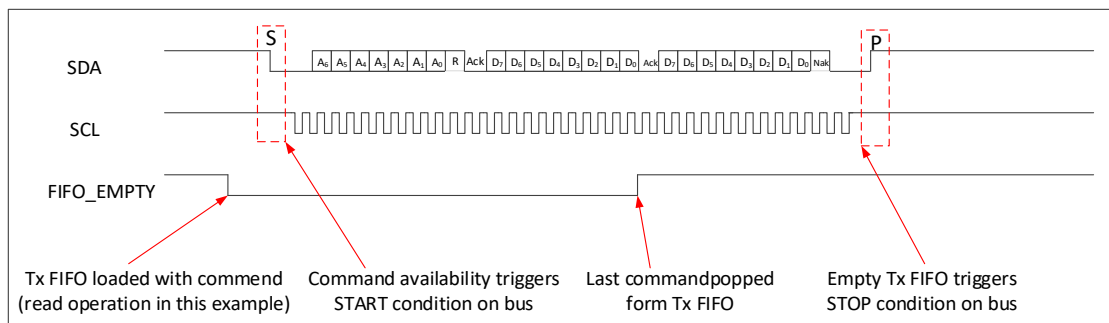 S
P
SDA
A6 A5 A4 A3 A2 A1 A0 R Ack D7 D6 D5 D4 D3 D2 D1 D0 Ack D7 D6 D5 D4 D3 D2 D1 D0 Nak
SCL
FIFO_EMPTY
Tx FIFO loaded with commend
(read operation in this example)
Command availability triggers
START condition on bus
Last commandpopped
form Tx FIFO
Empty Tx FIFO triggers
STOP condition on bus